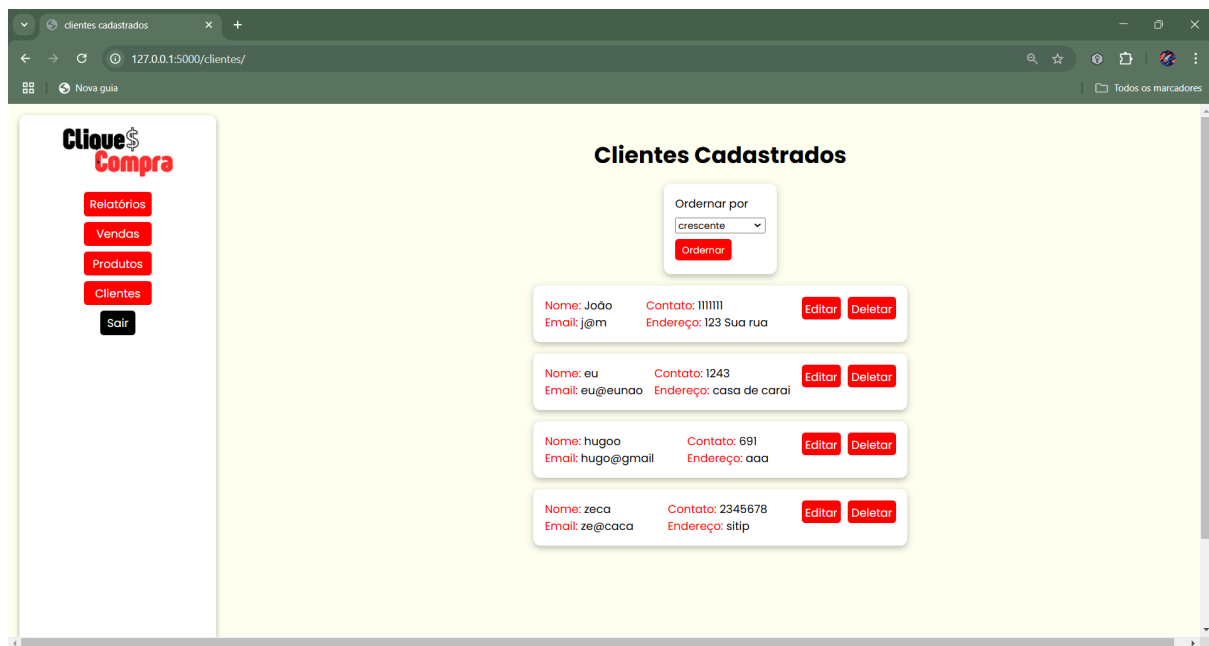 clientes cadastrados
127.0.0.1:5000/clientes/
Nova guia
Todos os marcadores
Clique$
Compra
Relatórios
Vendas
Produtos
Clientes
Sair
Clientes Cadastrados
Ordernar por
crescente
Ordernar
Nome: João Contato: 1111111 Editar Deletar
Email: j@m Endereço: 123 Sua rua
Nome: eu Contato: 1243 Editar Deletar
Email: eu@eunao Endereço: casa de carai
Nome: hugoo Contato: 691 Editar Deletar
Email: hugo@gmail Endereço: aaa
Nome: zeca Contato: 2345678 Editar Deletar
Email: ze@caca Endereço: sitip